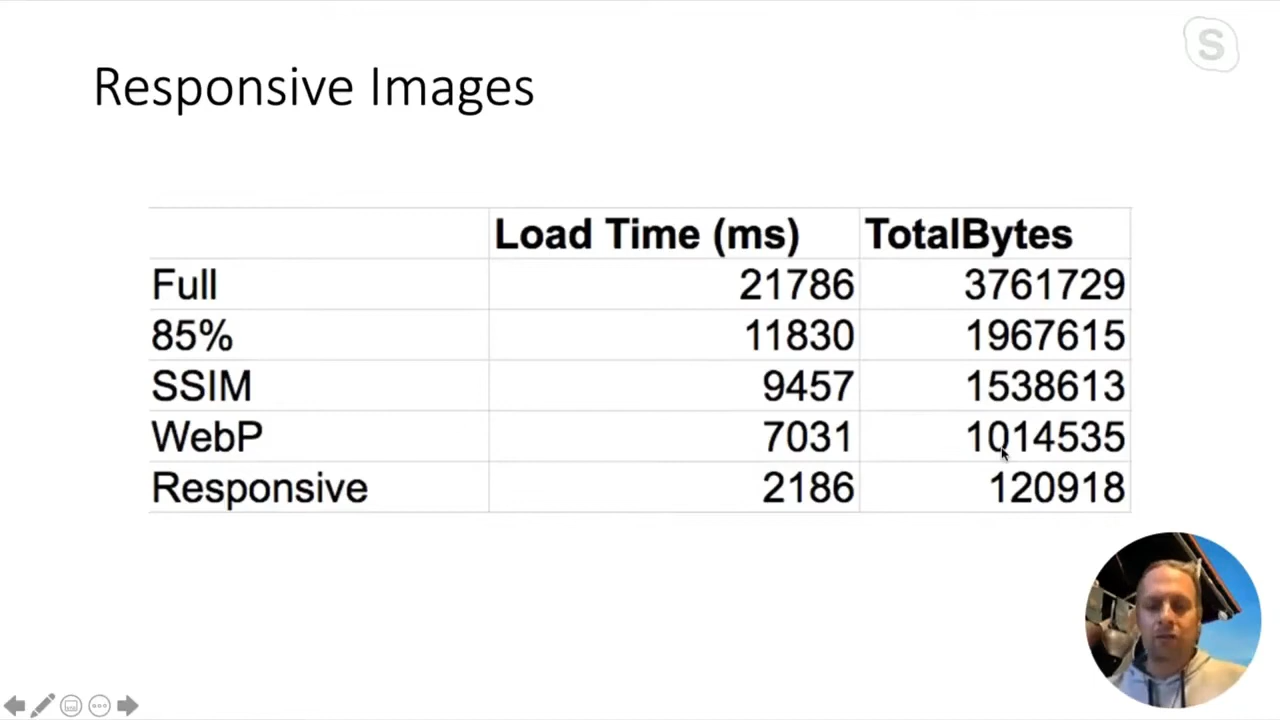 Responsive Images
Load Time (ms) TotalBytes
Full 21786 3761729
85% 11830 1967615
SSIM 9457 1538613
WebP 7031 1014535
Responsive 2186 120918
S